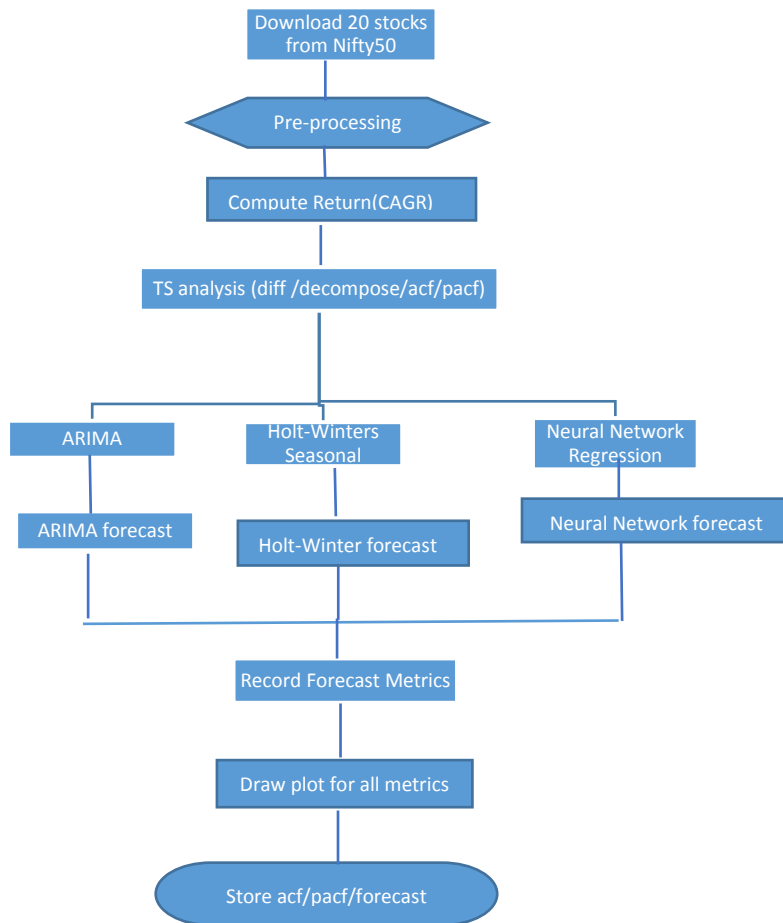 Download 20 stocks
from Nifty50
Pre-processing
Compute Return(CAGR)
TS analysis (diff /decompose/acf/pacf)
ARIMA
Holt-Winters
Seasonal
Neural Network
Regression
ARIMA forecast
Holt-Winter forecast
Neural Network forecast
Record Forecast Metrics
Draw plot for all metrics
Store acf/pacf/forecast